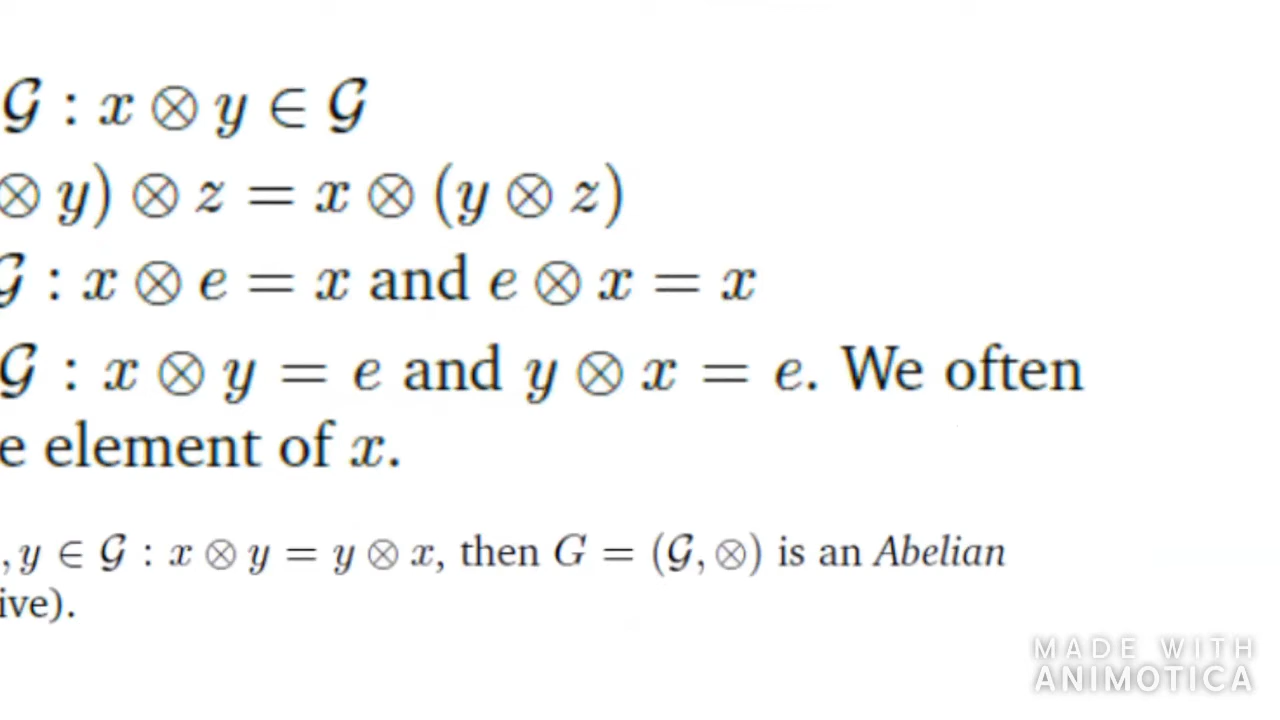 𝒢 : x ⊗ y ∈ 𝒢
⊗ y) ⊗ z = x ⊗ (y ⊗ z)
𝒢 : x ⊗ e = x and e ⊗ x = x
𝒢 : x ⊗ y = e and y ⊗ x = e. We often
e element of x.
, y ∈ 𝒢 : x ⊗ y = y ⊗ x, then G = (𝒢, ⊗) is an Abelian
ive).
MADE WITH
ANIMOTICA